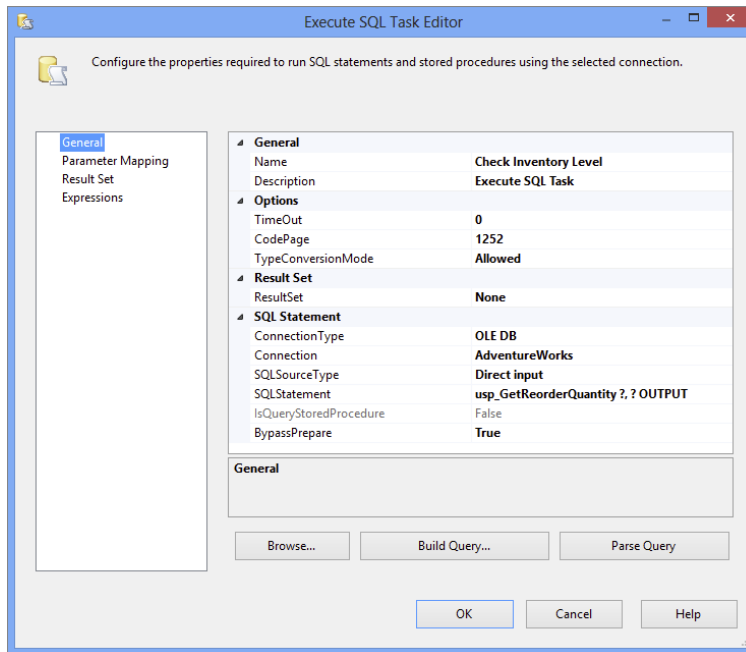 Execute SQL Task Editor
Configure the properties required to run SQL statements and stored procedures using the selected connection.
General
Parameter Mapping
Result Set
Expressions
General
Name Check Inventory Level
Description Execute SQL Task
Options
TimeOut 0
CodePage 1252
TypeConversionMode Allowed
Result Set
ResultSet None
SQL Statement
ConnectionType OLE DB
Connection AdventureWorks
SQLSourceType Direct input
SQLStatement usp_GetReorderQuantity ?, ? OUTPUT
IsQueryStoredProcedure False
BypassPrepare True
General
Browse... Build Query... Parse Query
OK Cancel Help